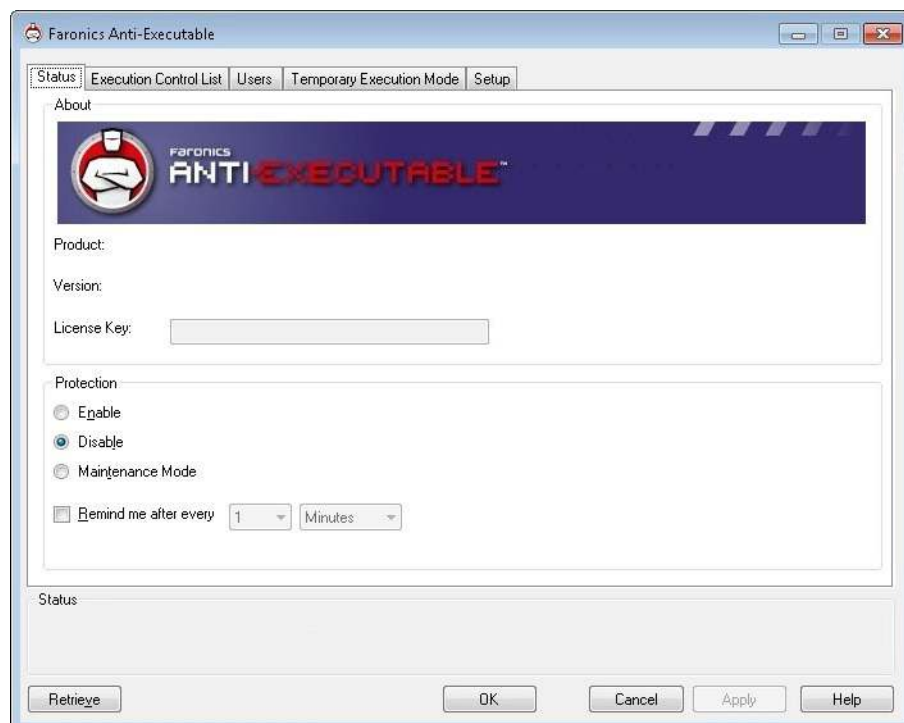 Faronics Anti-Executable
Status Execution Control List Users Temporary Execution Mode Setup
About
Faronics
ANTI-EXECUTABLE™
Product:
Version:
License Key:
Protection
Enable
Disable
Maintenance Mode
Remind me after every 1 Minutes
Status
Retrieve OK Cancel Apply Help